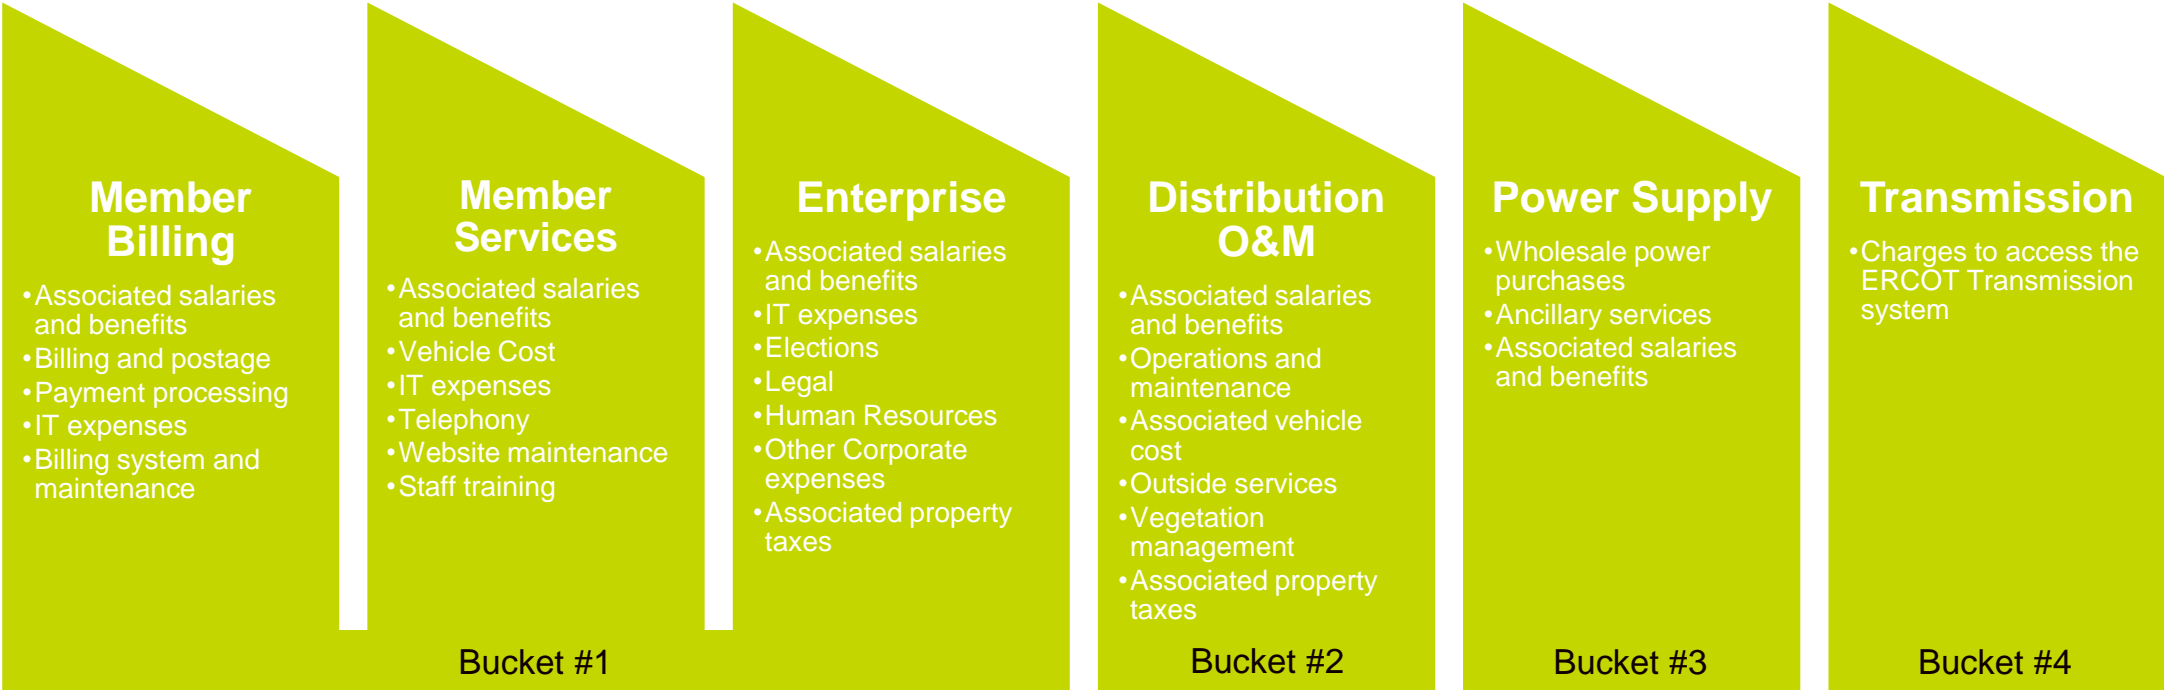 Member
Billing
•Associated salaries
and benefits
•Billing and postage
•Payment processing
•IT expenses
•Billing system and
maintenance
Member
Services
•Associated salaries
and benefits
•Vehicle Cost
•IT expenses
•Telephony
•Website maintenance
•Staff training
Enterprise
•Associated salaries
and benefits
•IT expenses
•Elections
•Legal
•Human Resources
•Other Corporate
expenses
•Associated property
taxes
Bucket #1
Distribution
O&M
•Associated salaries
and benefits
•Operations and
maintenance
•Associated vehicle
cost
•Outside services
•Vegetation
management
•Associated property
taxes
Bucket #2
Power Supply
•Wholesale power
purchases
•Ancillary services
•Associated salaries
and benefits
Bucket #3
Transmission
•Charges to access the
ERCOT Transmission
system
Bucket #4